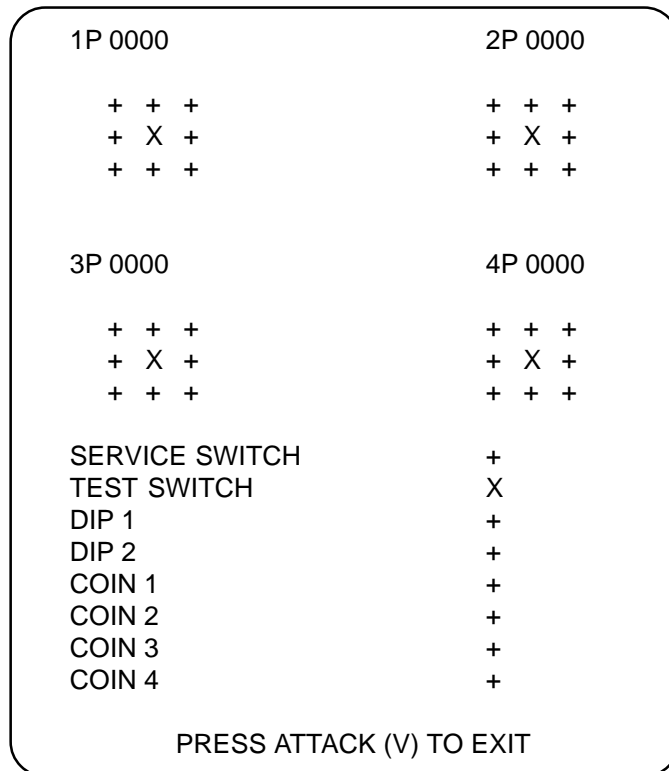 1P 0000 2P 0000
+ + + + + +
+ X + + X +
+ + + + + +
3P 0000 4P 0000
+ + + + + +
+ X + + X +
+ + + + + +
SERVICE SWITCH +
TEST SWITCH X
DIP 1 +
DIP 2 +
COIN 1 +
COIN 2 +
COIN 3 +
COIN 4 +
PRESS ATTACK (V) TO EXIT